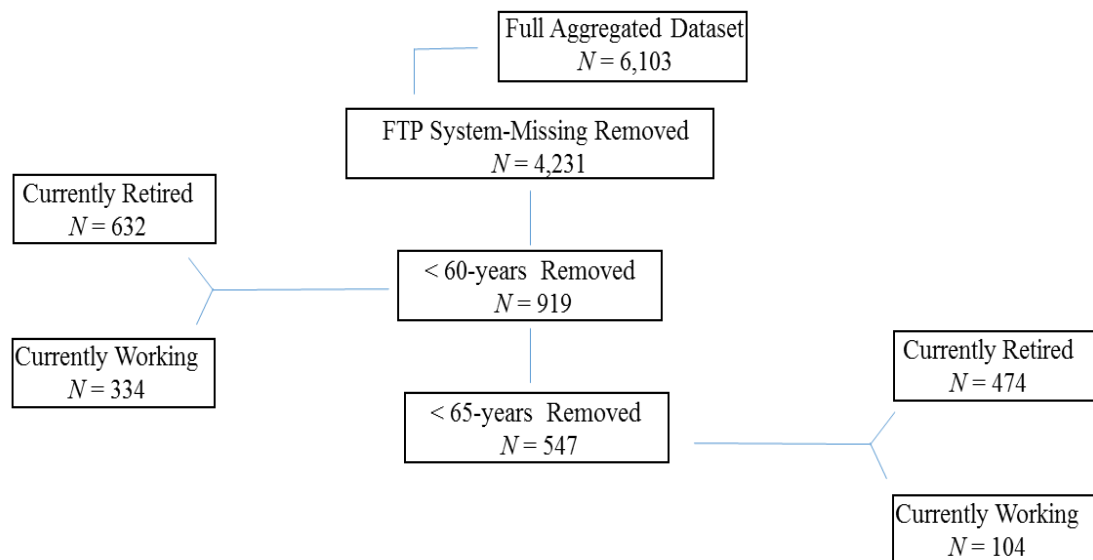 Full Aggregated Dataset
N = 6,103
FTP System-Missing Removed
N = 4,231
Currently Retired
N = 632
< 60-years Removed
N = 919
Currently Working
N = 334
Currently Retired
N = 474
< 65-years Removed
N = 547
Currently Working
N = 104